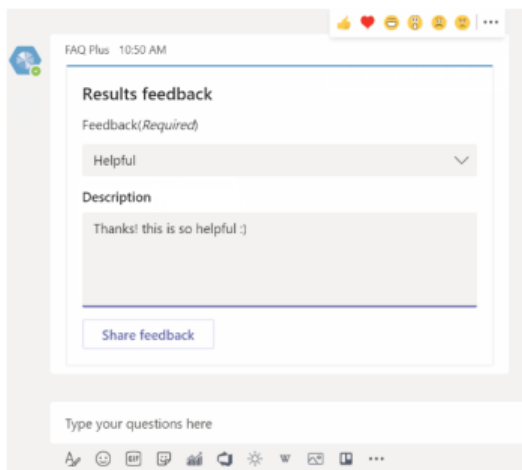 FAQ Plus 10:50 AM
Results feedback
Feedback(Required)
Helpful
Description
Thanks! this is so helpful :)
Share feedback
Type your questions here
GIF
W